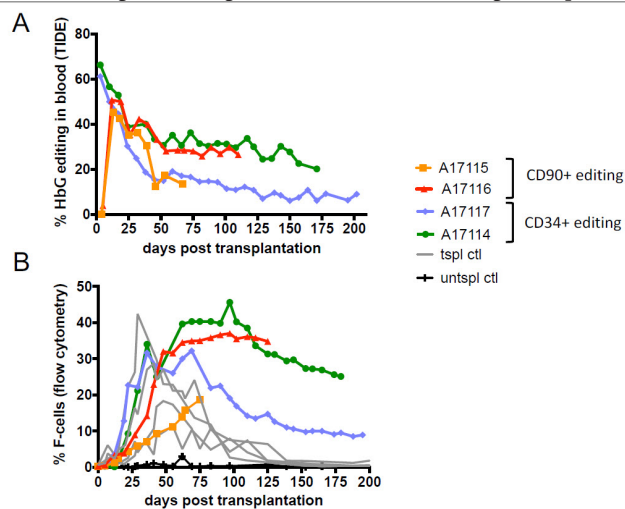 A
% HbG editing in blood (TIDE)
80
60
40
20
0
0 25 50 75 100 125 150 175 200
days post transplantation
A17115
A17116
CD90+ editing
A17117
A17114
CD34+ editing
tspl ctl
untspl ctl
B
% F-cells (flow cytometry)
50
40
30
20
10
0
0 25 50 75 100 125 150 175 200
days post transplantation